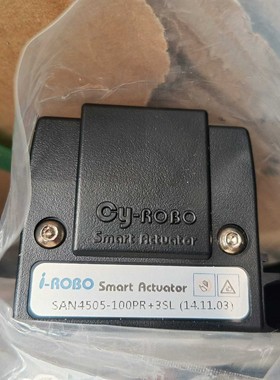 Cy-ROBO
Smart Actuator
i-ROBO Smart Actuator
SAN4505-100PR+3SL (14.11.03)